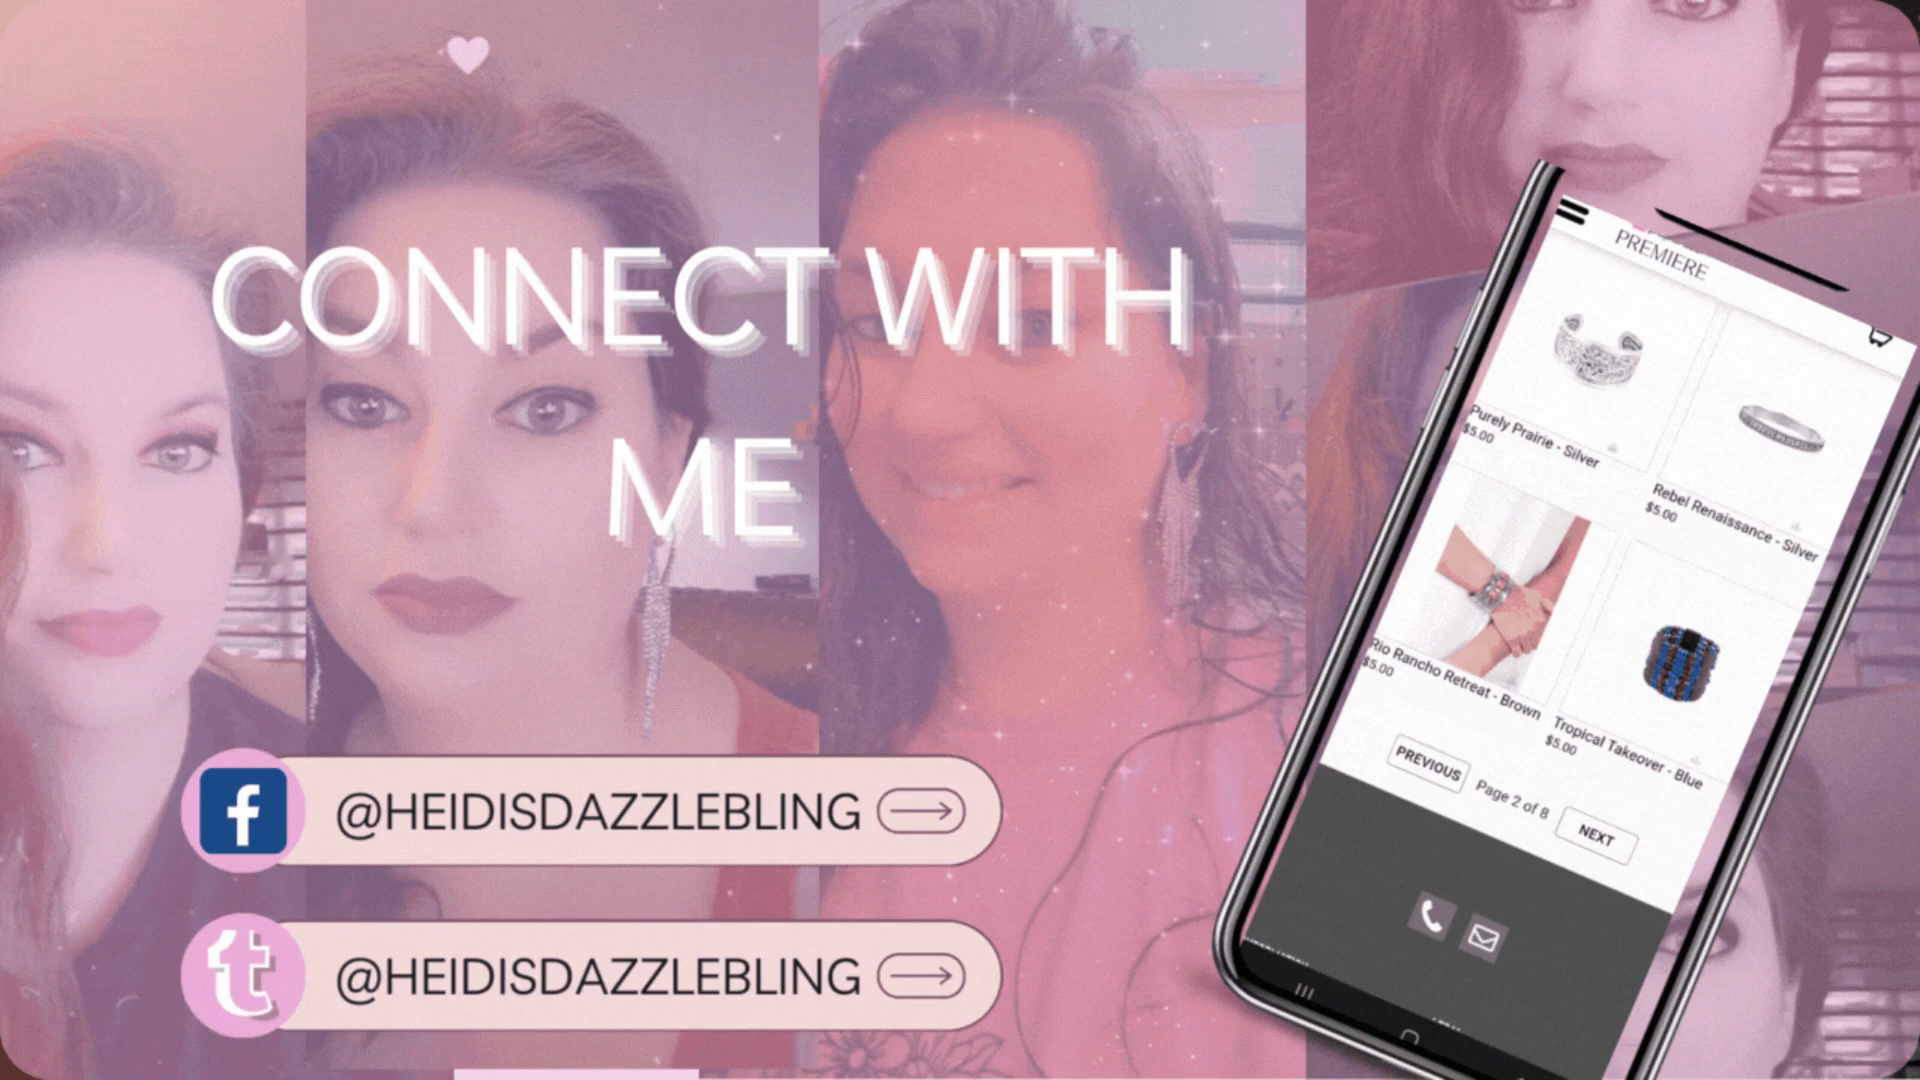 CONNECT WITH
ME
@HEIDISDAZZLEBLING
@HEIDISDAZZLEBLING
PREMIERE
Purely Prairie - Silver
$5.00
Rebel Renaissance - Silver
$5.00
Rio Rancho Retreat - Brown
$5.00
Tropical Takeover - Blue
$5.00
PREVIOUS
Page 2 of 8
NEXT